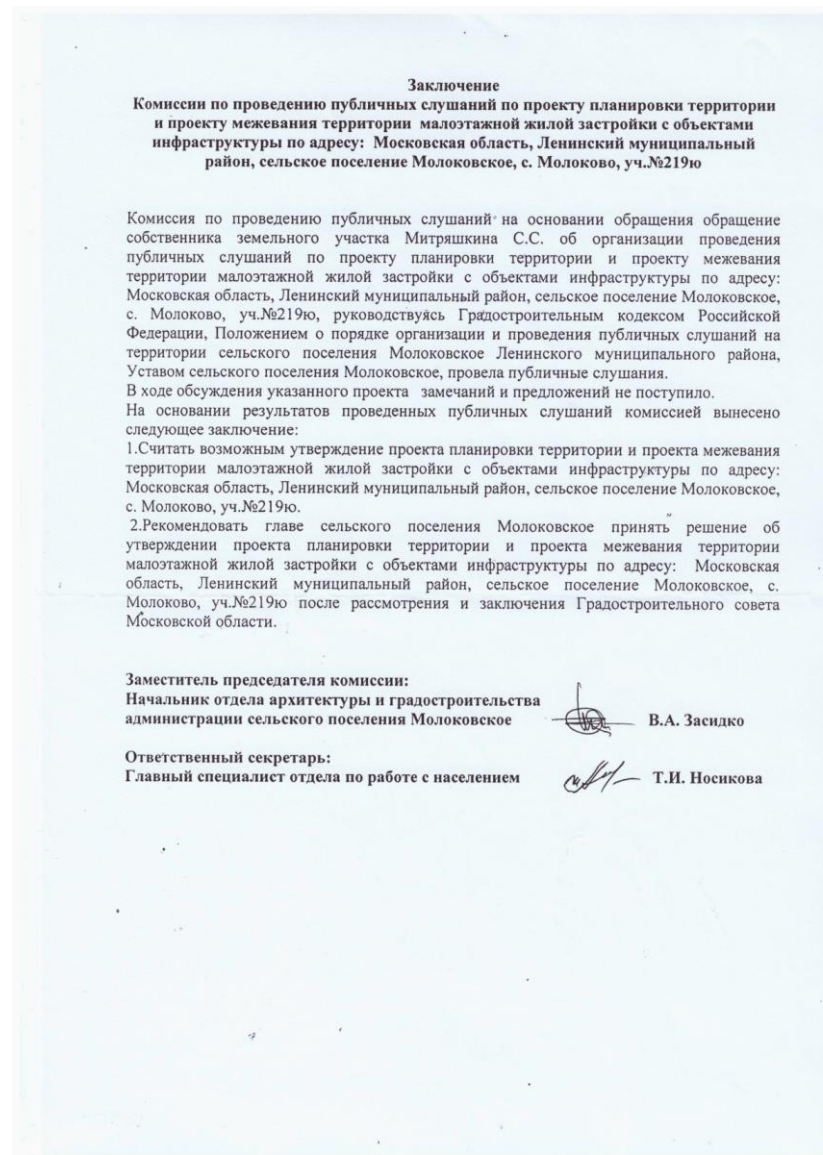 Заключение
Комиссии по проведению публичных слушаний по проекту планировки территории
и проекту межевания территории малоэтажной жилой застройки с объектами
инфраструктуры по адресу: Московская область, Ленинский муниципальный
район, сельское поселение Молоковское, с. Молоково, уч.№219ю
Комиссия по проведению публичных слушаний на основании обращения обращение
собственника земельного участка Митряшкина С.С. об организации проведения
публичных слушаний по проекту планировки территории и проекту межевания
территории малоэтажной жилой застройки с объектами инфраструктуры по адресу:
Московская область, Ленинский муниципальный район, сельское поселение Молоковское,
с. Молоково, уч.№219ю, руководствуясь Градостроительным кодексом Российской
Федерации, Положением о порядке организации и проведения публичных слушаний на
территории сельского поселения Молоковское Ленинского муниципального района,
Уставом сельского поселения Молоковское, провела публичные слушания.
В ходе обсуждения указанного проекта замечаний и предложений не поступило.
На основании результатов проведенных публичных слушаний комиссией вынесено
следующее заключение:
1.Считать возможным утверждение проекта планировки территории и проекта межевания
территории малоэтажной жилой застройки с объектами инфраструктуры по адресу:
Московская область, Ленинский муниципальный район, сельское поселение Молоковское,
с. Молоково, уч.№219ю.
2.Рекомендовать главе сельского поселения Молоковское принять решение об
утверждении проекта планировки территории и проекта межевания территории
малоэтажной жилой застройки с объектами инфраструктуры по адресу: Московская
область, Ленинский муниципальный район, сельское поселение Молоковское, с.
Молоково, уч.№219ю после рассмотрения и заключения Градостроительного совета
Московской области.
Заместитель председателя комиссии:
Начальник отдела архитектуры и градостроительства
администрации сельского поселения Молоковское В.А. Засидко
Ответственный секретарь:
Главный специалист отдела по работе с населением Т.И. Носикова